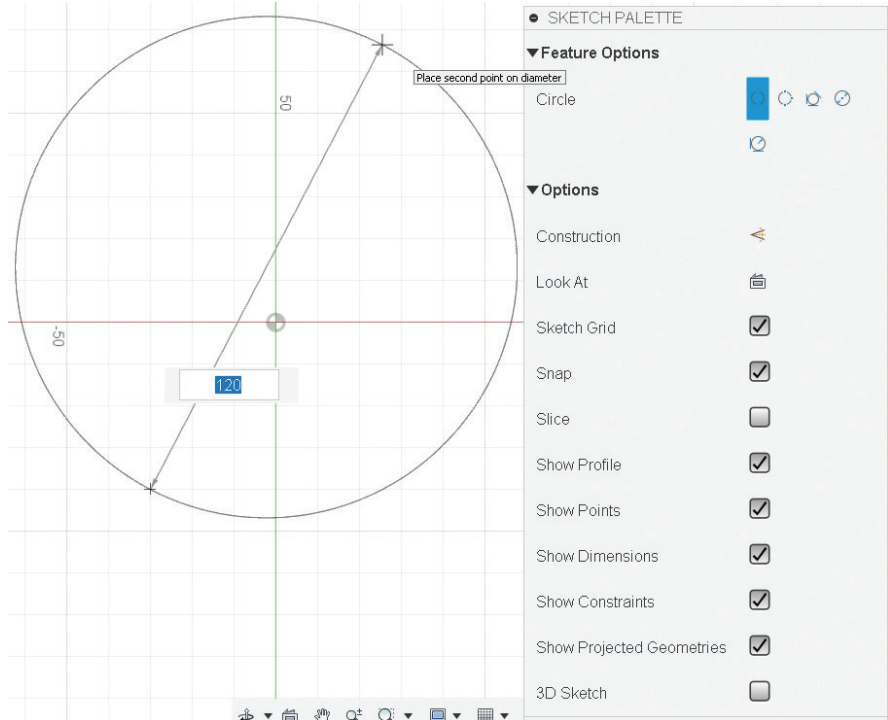 SKETCH PALETTE
Feature Options
Place second point on diameter
Circle
50
Options
Construction
Look At
Sketch Grid
-50
Snap
120
Slice
Show Profile
Show Points
Show Dimensions
Show Constraints
Show Projected Geometries
3D Sketch